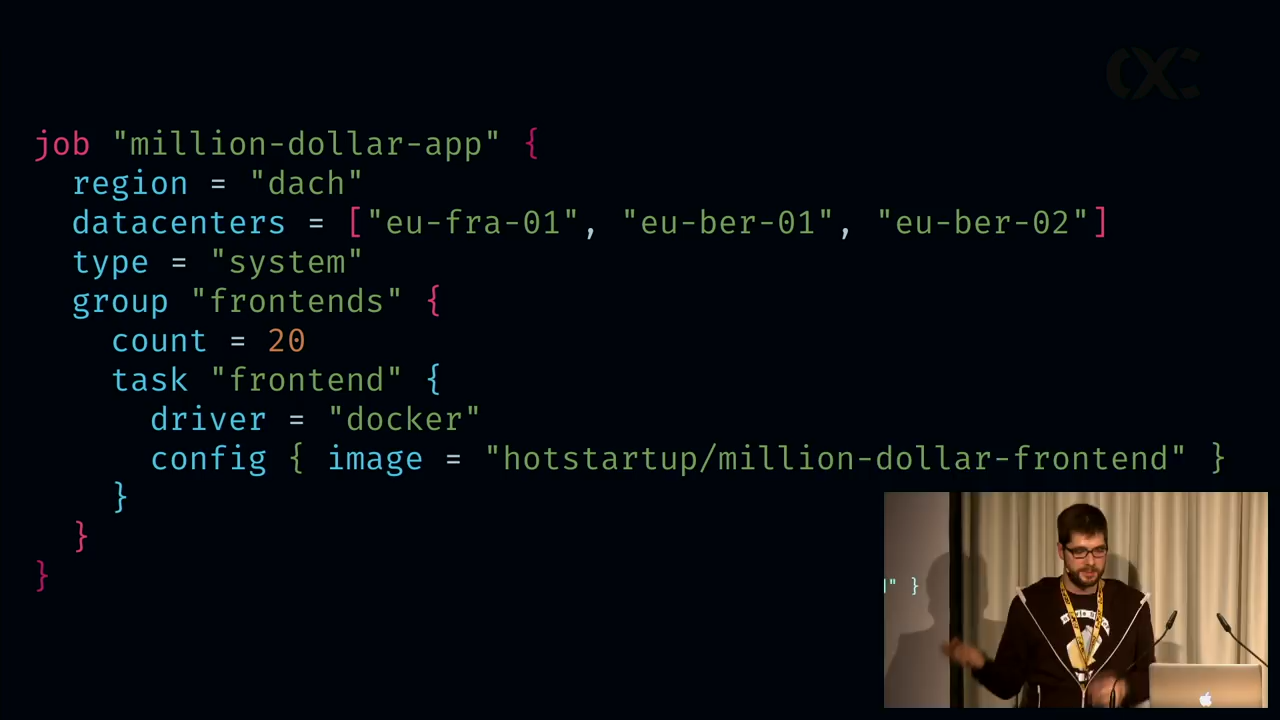 job "million-dollar-app" {
  region = "dach"
  datacenters = ["eu-fra-01", "eu-ber-01", "eu-ber-02"]
  type = "system"
  group "frontends" {
    count = 20
    task "frontend" {
      driver = "docker"
      config { image = "hotstartup/million-dollar-frontend" }
    }
  }
}
" }